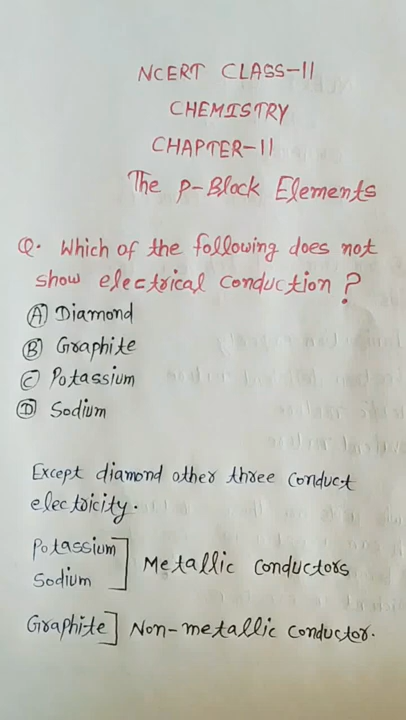 NCERT CLASS-11
CHEMISTRY
CHAPTER-11
The p-Block Elements
Q. Which of the following does not
show electrical conduction?
(A) Diamond
(B) Graphite
(C) Potassium
(D) Sodium
Except diamond other three conduct
electricity.
Potassium
Sodium ] Metallic conductors
Graphite] Non-metallic conductor.